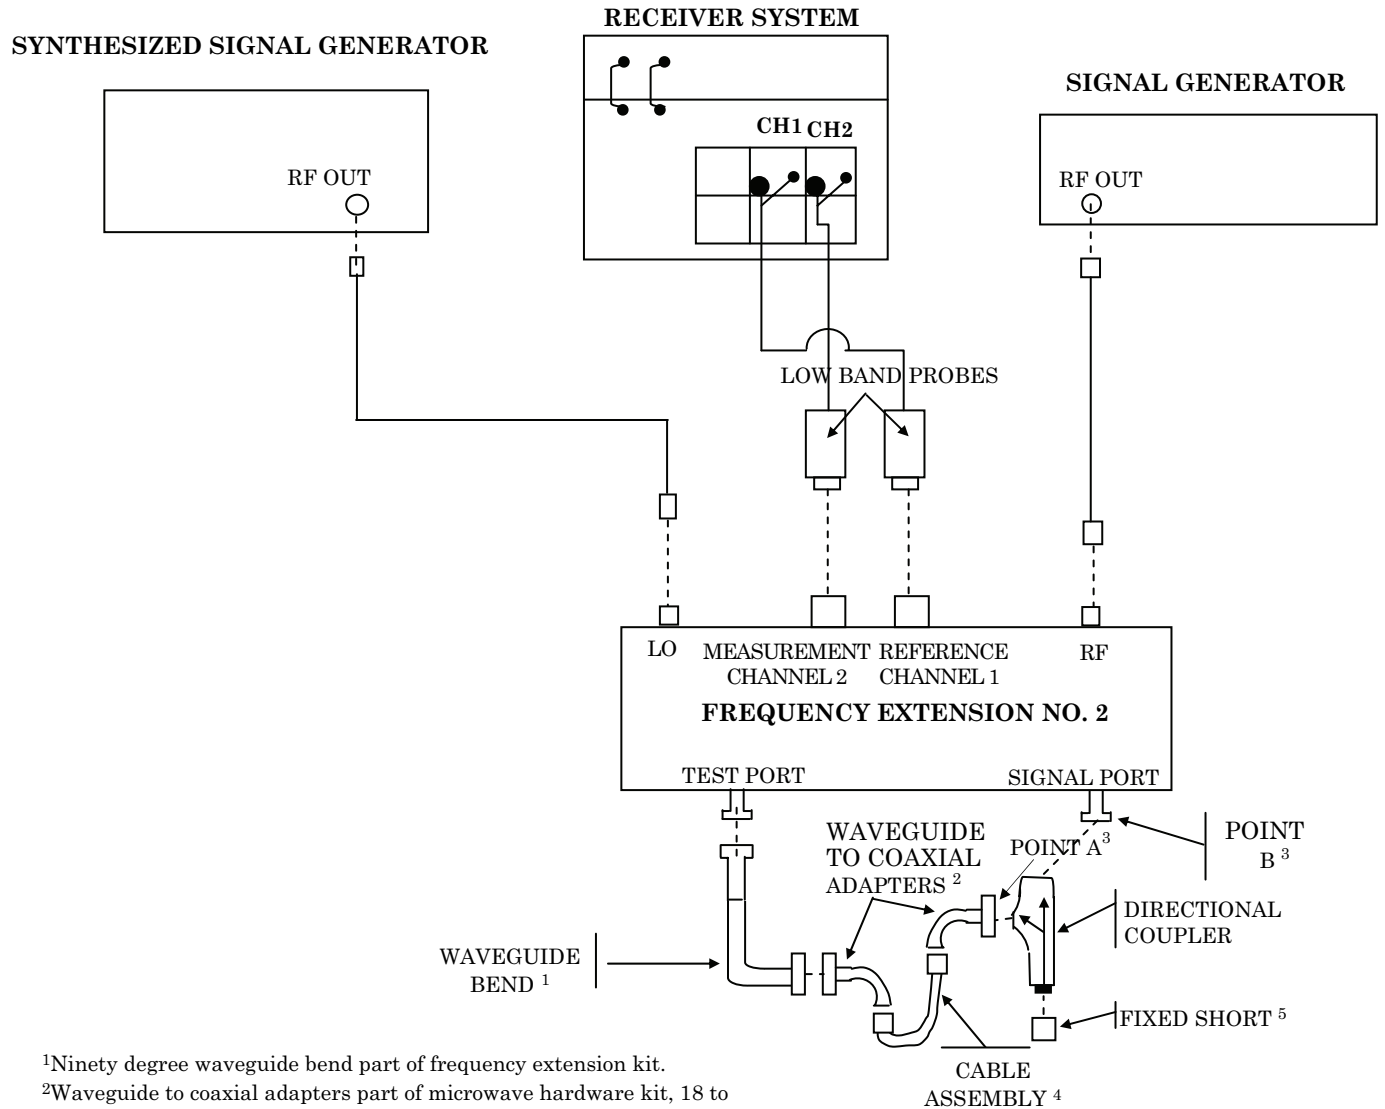 RECEIVER SYSTEM
SYNTHESIZED SIGNAL GENERATOR
SIGNAL GENERATOR
CH1 CH2
RF OUT
RF OUT
LOW BAND PROBES
LO
MEASUREMENT
CHANNEL 2
REFERENCE
CHANNEL 1
RF
FREQUENCY EXTENSION NO. 2
TEST PORT
SIGNAL PORT
WAVEGUIDE
TO COAXIAL
ADAPTERS 2
POINT A3
POINT
B 3
DIRECTIONAL
COUPLER
WAVEGUIDE
BEND 1
FIXED SHORT 5
CABLE
ASSEMBLY 4
1Ninety degree waveguide bend part of frequency extension kit.
2Waveguide to coaxial adapters part of microwave hardware kit, 18 to